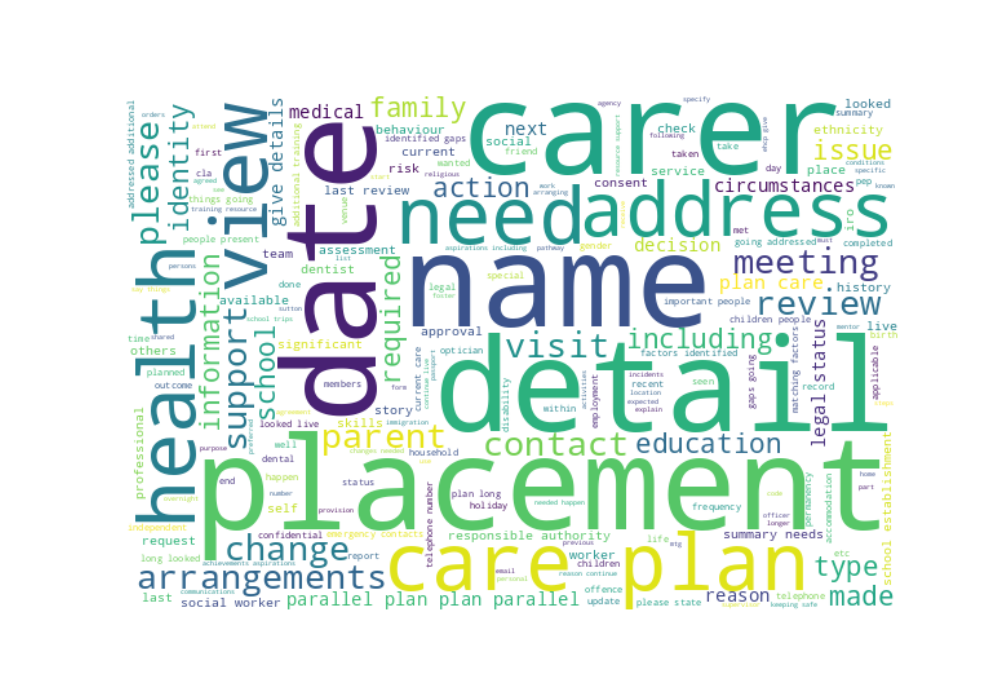 addressed additional
orders
attend
please
identity
view
give details
medical
family
carer
agency
specify
looked
summary
date
additional training
behaviour
identified gaps
next
social
friend
resource support
following
check
take
ehcp give
ethnicity
issue
conditions
specific
first
cla
agreed
things going
training resource
current
risk
wanted
religious
service
taken
day
place
pep
known
start
venue
last review
action
work
arranging
consent
circumstances
iro
health
need
address
people present
team
assessment
list
aspirations including
pathway
gender
decision
met
going addressed
must
completed
persons
say things
information
support
dentist
name
special
meeting
plan care
history
available
done
sutton
school trips
required
legal
footer
important people
review
time
shared
others
school
significant
approval
visit
including
children people
mentor
live
birth
planned
outcome
members
form
current care
continue live
passport
optician
factors identified
legal status
matching factors
gaps going
applicable
looked live
story
detail
disability
within
activities
employment
incidents
recent
location
expected
explain
seen
record
steps
professional
purpose
preferred
agreement
immigration
skills
parent
changes needed
household
contact
education
well
dental
happen
end
number
status
placement
school establishment
overnight
self
provision
use
telephone number
plan long
holiday
needed happen
frequency
code
officer
longer
permanency
accommodation
home
part
independent
request
confidential
emergency contacts
responsible authority
life
summary needs
change
report
previous
mtg
worker
children
etc
long looked
achievements aspirations
care plan
type
arrangements
email
personal
reason continue
offence
update
reason
telephone
made
last
communications
social worker
parallel plan plan parallel
please state
supervisor
keeping safe